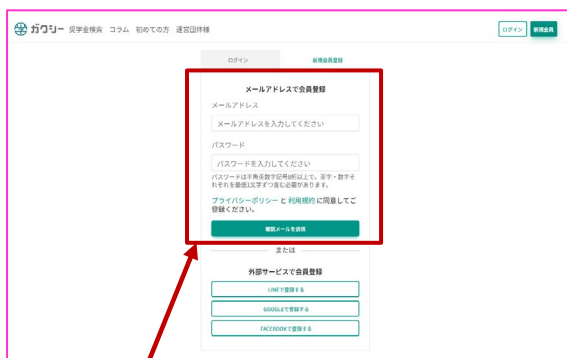 ガクシー 奨学金検索 コラム 初めての方 運営団体様 ログイン 新規会員
ログイン 新規会員登録
メールアドレスで会員登録
メールアドレス
メールアドレスを入力してください
パスワード
パスワードを入力してください
パスワードは半角英数字記号8桁以上で、英字・数字そ
れぞれを最低1文字ずつ含む必要があります。
プライバシーポリシー と 利用規約 に同意してご
登録ください。
確認メールを送信
または
外部サービスで会員登録
LINEで登録する
GOOGLEで登録する
FACEBOOKで登録する